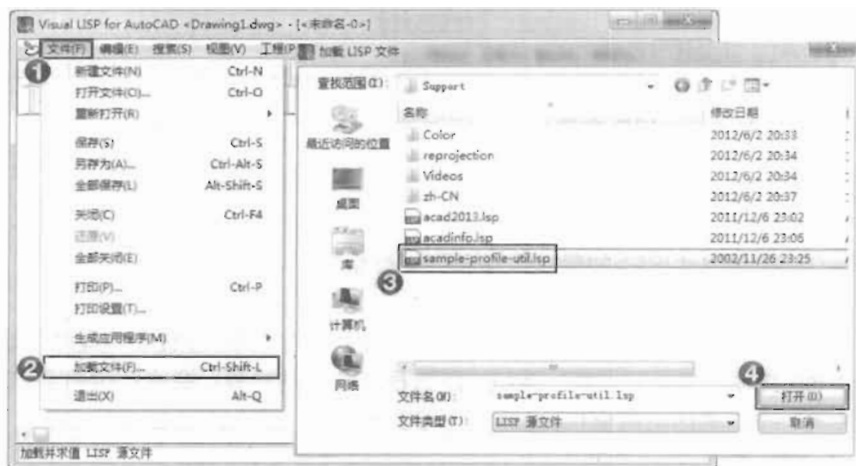 Visual LISP for AutoCAD <Drawing1.dwg> - [<未命名-0>]
文件(F) 编辑(E) 搜索(S) 视图(V) 工程(P
1
新建文件(N) Ctrl-N
打开文件(O)... Ctrl-O
重新打开(R)
保存(S) Ctrl-S
另存为(A)... Ctrl-Alt-S
全部保存(L) Alt-Shift-S
关闭(C) Ctrl-F4
还原(V)
全部关闭(E)
打印(P)... Ctrl-P
打印设置(T)...
生成应用程序(M)
2
加载文件(F)... Ctrl-Shift-L
退出(X) Alt-Q
加载并求值 LISP 源文件
加载 LISP 文件
查找范围(I): Support
最近访问的位置
桌面
库
计算机
网络
名称 修改日期
Color 2012/6/2 20:33
reprojection 2012/6/2 20:34
Videos 2012/6/2 20:34
zh-CN 2012/6/2 20:37
acad2013.lsp 2011/12/6 23:02
acadinfo.lsp 2011/12/6 23:06
sample-profile-util.lsp 2002/11/26 23:25
3
4
文件名(N): sample-profile-util.lsp 打开(O)
文件类型(T): LISP 源文件 取消